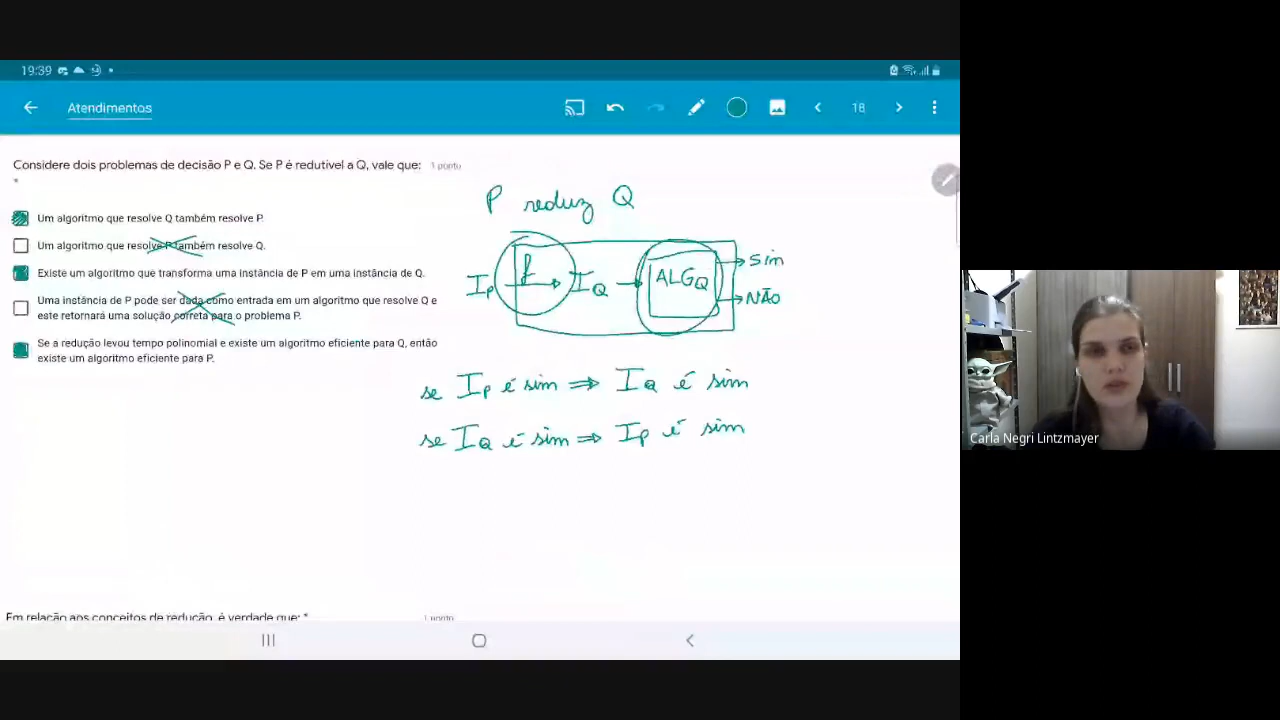 19:39
Atendimentos
18
Considere dois problemas de decisão P e Q. Se P é redutível a Q, vale que: 1 ponto
*
Um algoritmo que resolve Q também resolve P.
Um algoritmo que resolve P também resolve Q.
Existe um algoritmo que transforma uma instância de P em uma instância de Q.
Uma instância de P pode ser dada como entrada em um algoritmo que resolve Q e
este retornará uma solução correta para o problema P.
Se a redução levou tempo polinomial e existe um algoritmo eficiente para Q, então
existe um algoritmo eficiente para P.
P reduz Q
IP f IQ ALGQ Sim
NÃO
se IP é sim ⇒ IQ é sim
se IQ é sim ⇒ IP é sim
Em relação aos conceitos de redução, é verdade que: * 1 ponto
Carla Negri Lintzmayer